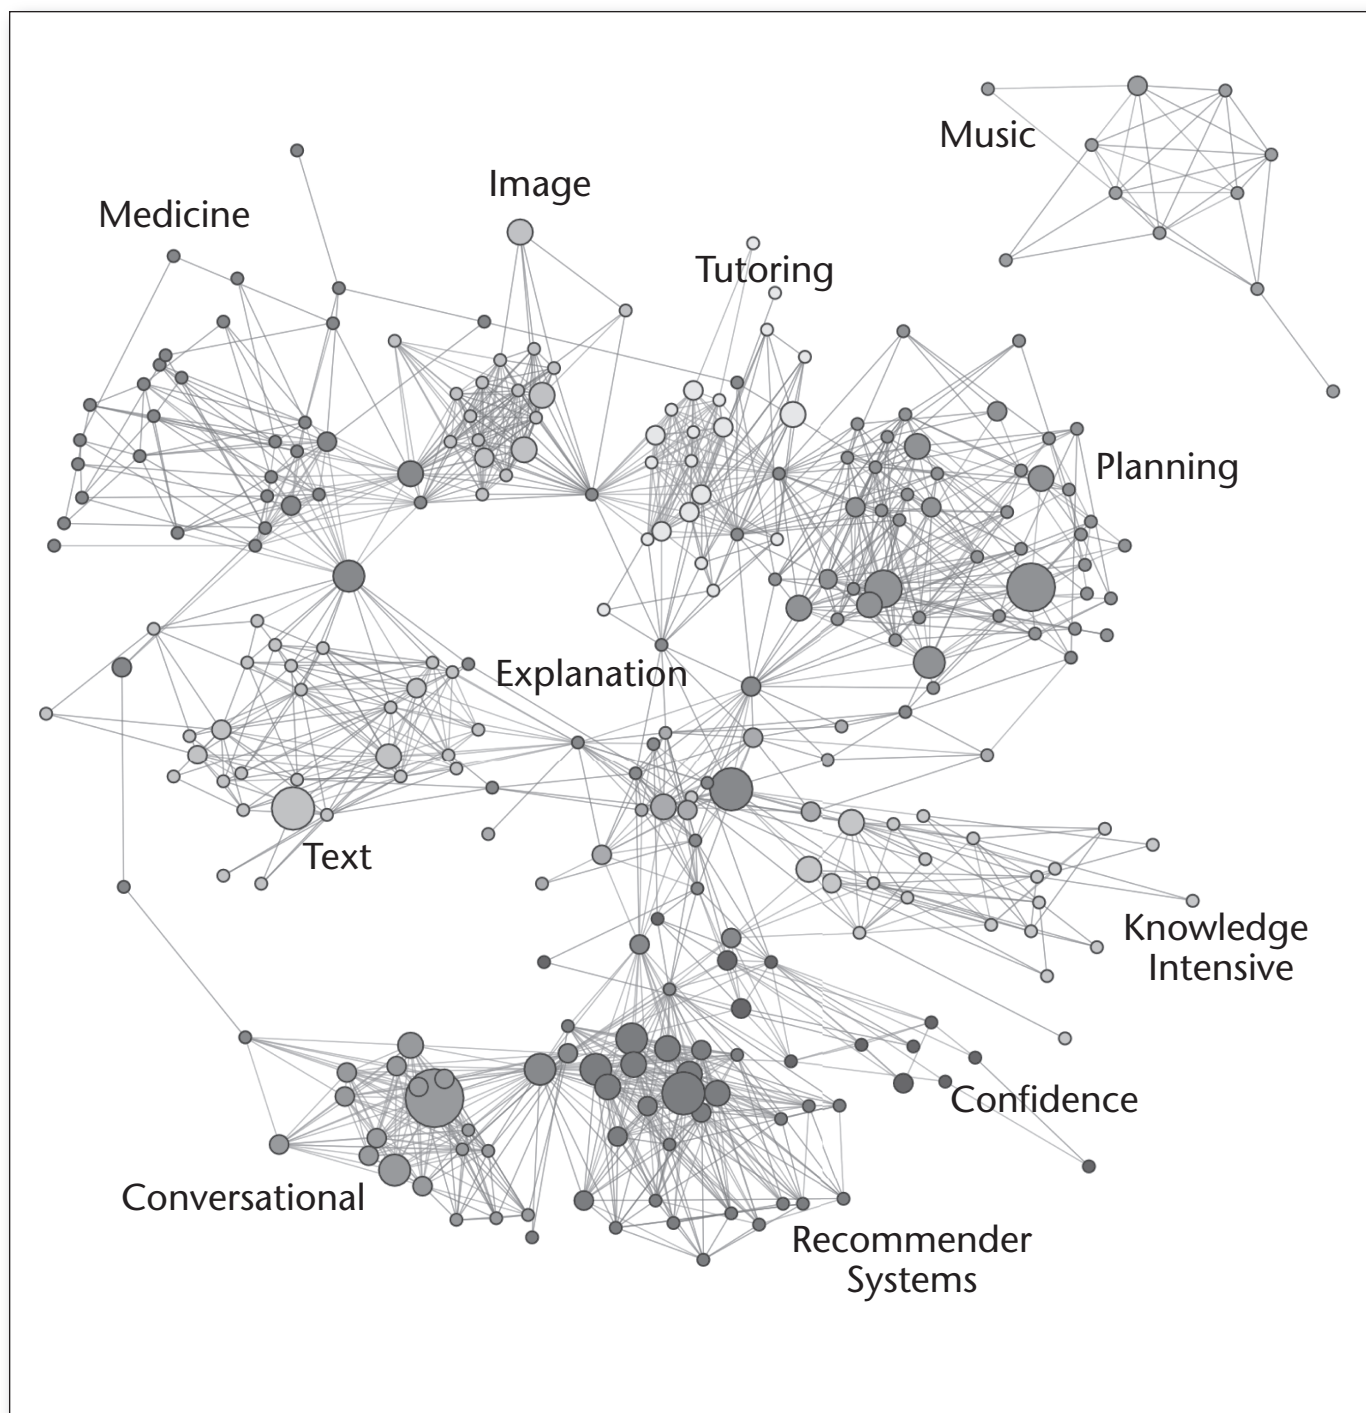 Music
Image
Medicine
Tutoring
Planning
Explanation
Text
Knowledge
Intensive
Confidence
Conversational
Recommender
Systems